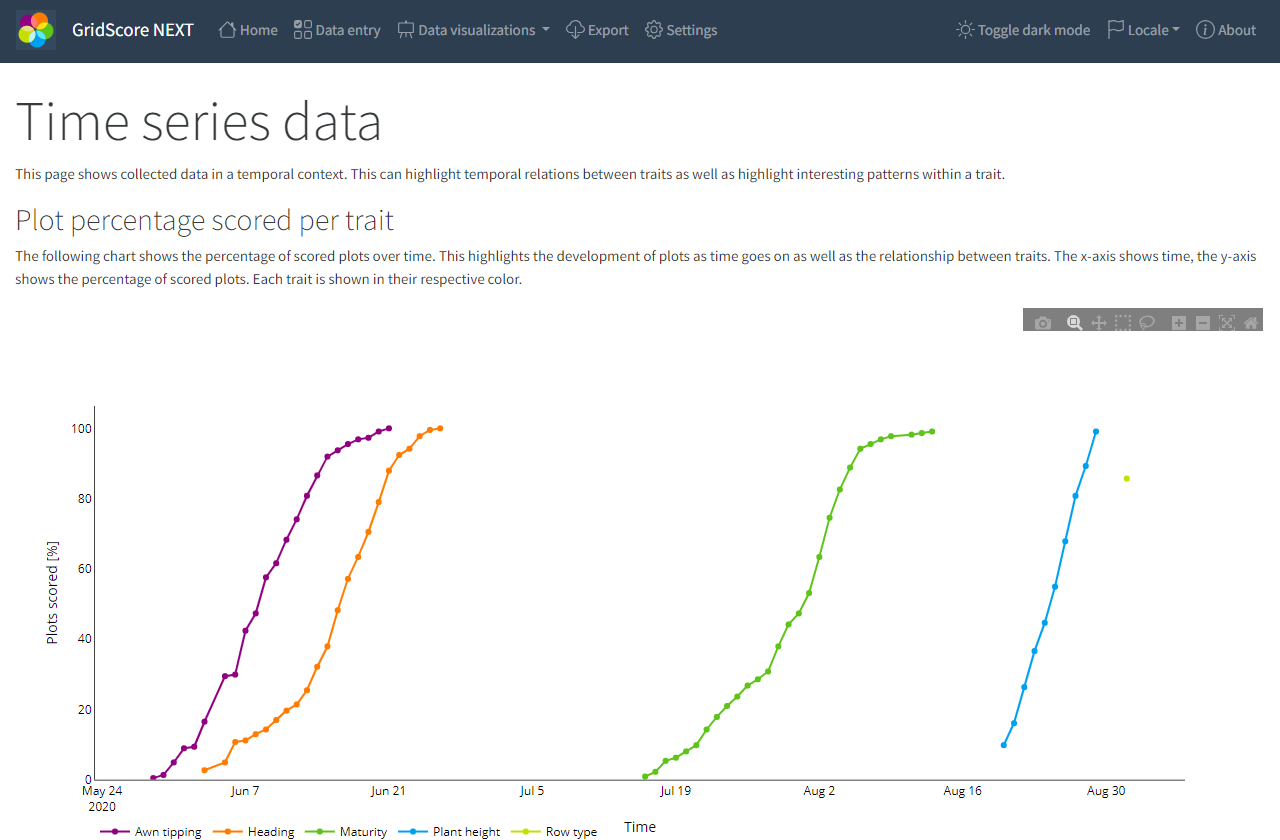 GridScore NEXT Home Data entry Data visualizations Export Settings Toggle dark mode Locale About
Time series data
This page shows collected data in a temporal context. This can highlight temporal relations between traits as well as highlight interesting patterns within a trait.
Plot percentage scored per trait
The following chart shows the percentage of scored plots over time. This highlights the development of plots as time goes on as well as the relationship between traits. The x-axis shows time, the y-axis
shows the percentage of scored plots. Each trait is shown in their respective color.
100
80
60
40
20
0
Plots scored [%]
May 24 Jun 7 Jun 21 Jul 5 Jul 19 Aug 2 Aug 16 Aug 30
2020
Time
Awn tipping Heading Maturity Plant height Row type